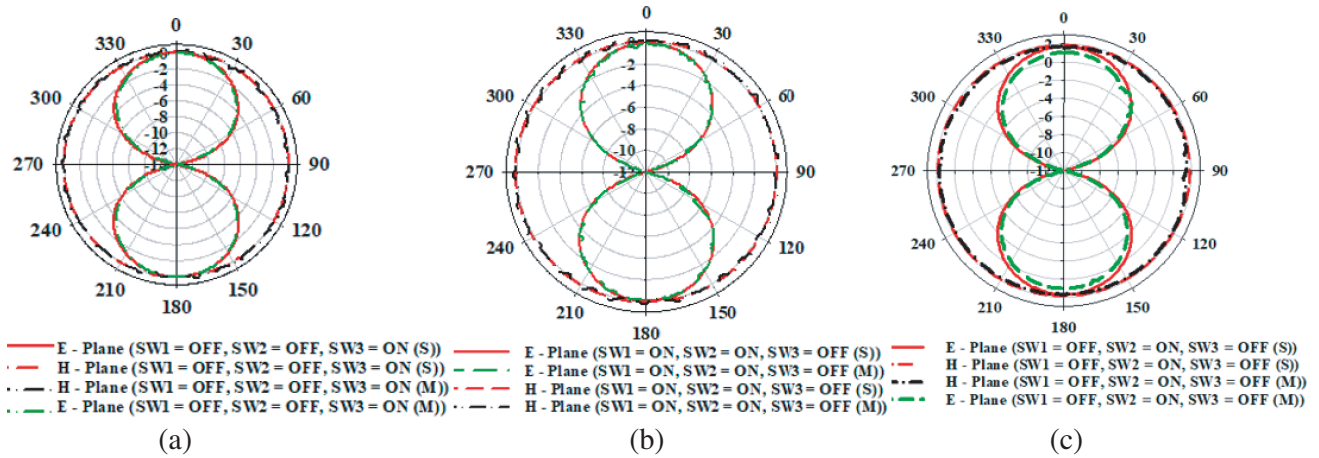 0
330 30
300 60
270 90
240 120
210 150
180
0
-2
-4
-6
-8
-10
-12
E - Plane (SW1 = OFF, SW2 = OFF, SW3 = ON (S))
H - Plane (SW1 = OFF, SW2 = OFF, SW3 = ON (S))
H - Plane (SW1 = OFF, SW2 = OFF, SW3 = ON (M))
E - Plane (SW1 = OFF, SW2 = OFF, SW3 = ON (M))
(a)
0
330 30
300 60
270 90
240 120
210 150
180
0
-2
-4
-6
-8
-10
-12
E - Plane (SW1 = ON, SW2 = ON, SW3 = OFF (S))
E - Plane (SW1 = ON, SW2 = ON, SW3 = OFF (M))
H - Plane (SW1 = ON, SW2 = ON, SW3 = OFF (S))
H - Plane (SW1 = ON, SW2 = ON, SW3 = OFF (M))
(b)
0
330 30
300 60
270 90
240 120
210 150
180
2
0
-2
-4
-6
-8
-10
-12
E - Plane (SW1 = OFF, SW2 = ON, SW3 = OFF (S))
H - Plane (SW1 = OFF, SW2 = ON, SW3 = OFF (S))
H - Plane (SW1 = OFF, SW2 = ON, SW3 = OFF (M))
E - Plane (SW1 = OFF, SW2 = ON, SW3 = OFF (M))
(c)